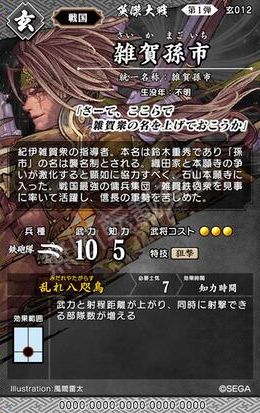 玄 戦国 英傑大戦 第1弾 玄012
さいか まごいち
雑賀孫市
統一名称：雑賀孫市
生没年：不明
「さーて、ここらで
雑賀衆の名を上げておこうか」
紀伊雑賀衆の指導者。本名は鈴木重秀であり「孫
市」の名は襲名制とされる。織田家と本願寺の争
いが激化すると顕如に協力すべく、石山本願寺に
入った。戦国最強の傭兵集団・雑賀鉄砲衆を見事
に率いて活躍し、信長の軍勢を苦しめた。
兵種 武力 知力 武将コスト
鉄砲隊 10 5 特技 狙撃
みだれやたがらす 必要士気 効果時間
乱れ八咫烏 7 知力時間
効果範囲
武力と射程距離が上がり、同時に射撃でき
る部隊数が増える
Illustration:風間雷太 ©SEGA
0000-0000-0000-0000-0000